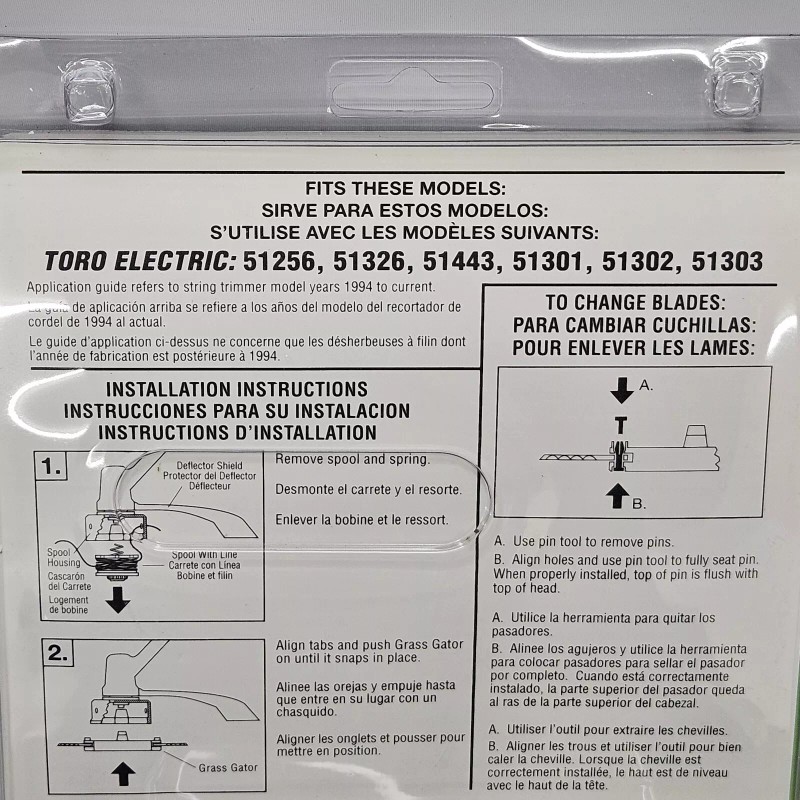 FITS THESE MODELS:
SIRVE PARA ESTOS MODELOS:
S'UTILISE AVEC LES MODÈLES SUIVANTS:
TORO ELECTRIC: 51256, 51326, 51443, 51301, 51302, 51303
Application guide refers to string trimmer model years 1994 to current.
La guía de aplicación arriba se refiere a los años del modelo del recortador de
cordel de 1994 al actual.
Le guide d'application ci-dessus ne concerne que les désherbeuses à filin dont
l'année de fabrication est postérieure à 1994.
INSTALLATION INSTRUCTIONS
INSTRUCCIONES PARA SU INSTALACION
INSTRUCTIONS D'INSTALLATION
1.
Deflector Shield
Protector del Deflector
Déflecteur
Spool
Housing
Cascarón
del Carrete
Logement
de bobine
Spool With Line
Carrete con Línea
Bobine et filin
Remove spool and spring.
Desmonte el carrete y el resorte.
Enlever la bobine et le ressort.
2.
Grass Gator
Align tabs and push Grass Gator
on until it snaps in place.
Alinee las orejas y empuje hasta
que entre en su lugar con un
chasquido.
Aligner les onglets et pousser pour
mettre en position.
TO CHANGE BLADES:
PARA CAMBIAR CUCHILLAS:
POUR ENLEVER LES LAMES:
A.
B.
A. Use pin tool to remove pins.
B. Align holes and use pin tool to fully seat pin.
When properly installed, top of pin is flush with
top of head.
A. Utilice la herramienta para quitar los
pasadores.
B. Alinee los agujeros y utilice la herramienta
para colocar pasadores para sellar el pasador
por completo. Cuando está correctamente
instalado, la parte superior del pasador queda
al ras de la parte superior del cabezal.
A. Utiliser l'outil pour extraire les chevilles.
B. Aligner les trous et utiliser l'outil pour bien
caler la cheville. Lorsque la cheville est
correctement installée, le haut est de niveau
avec le haut de la tête.